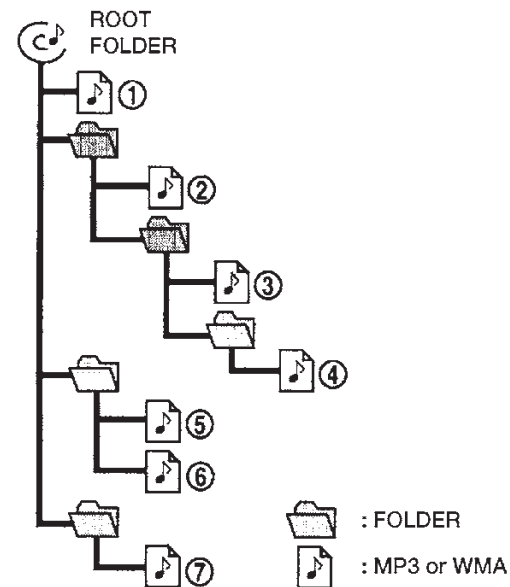 ROOT
FOLDER
①
②
③
④
⑤
⑥
⑦
: FOLDER
: MP3 or WMA